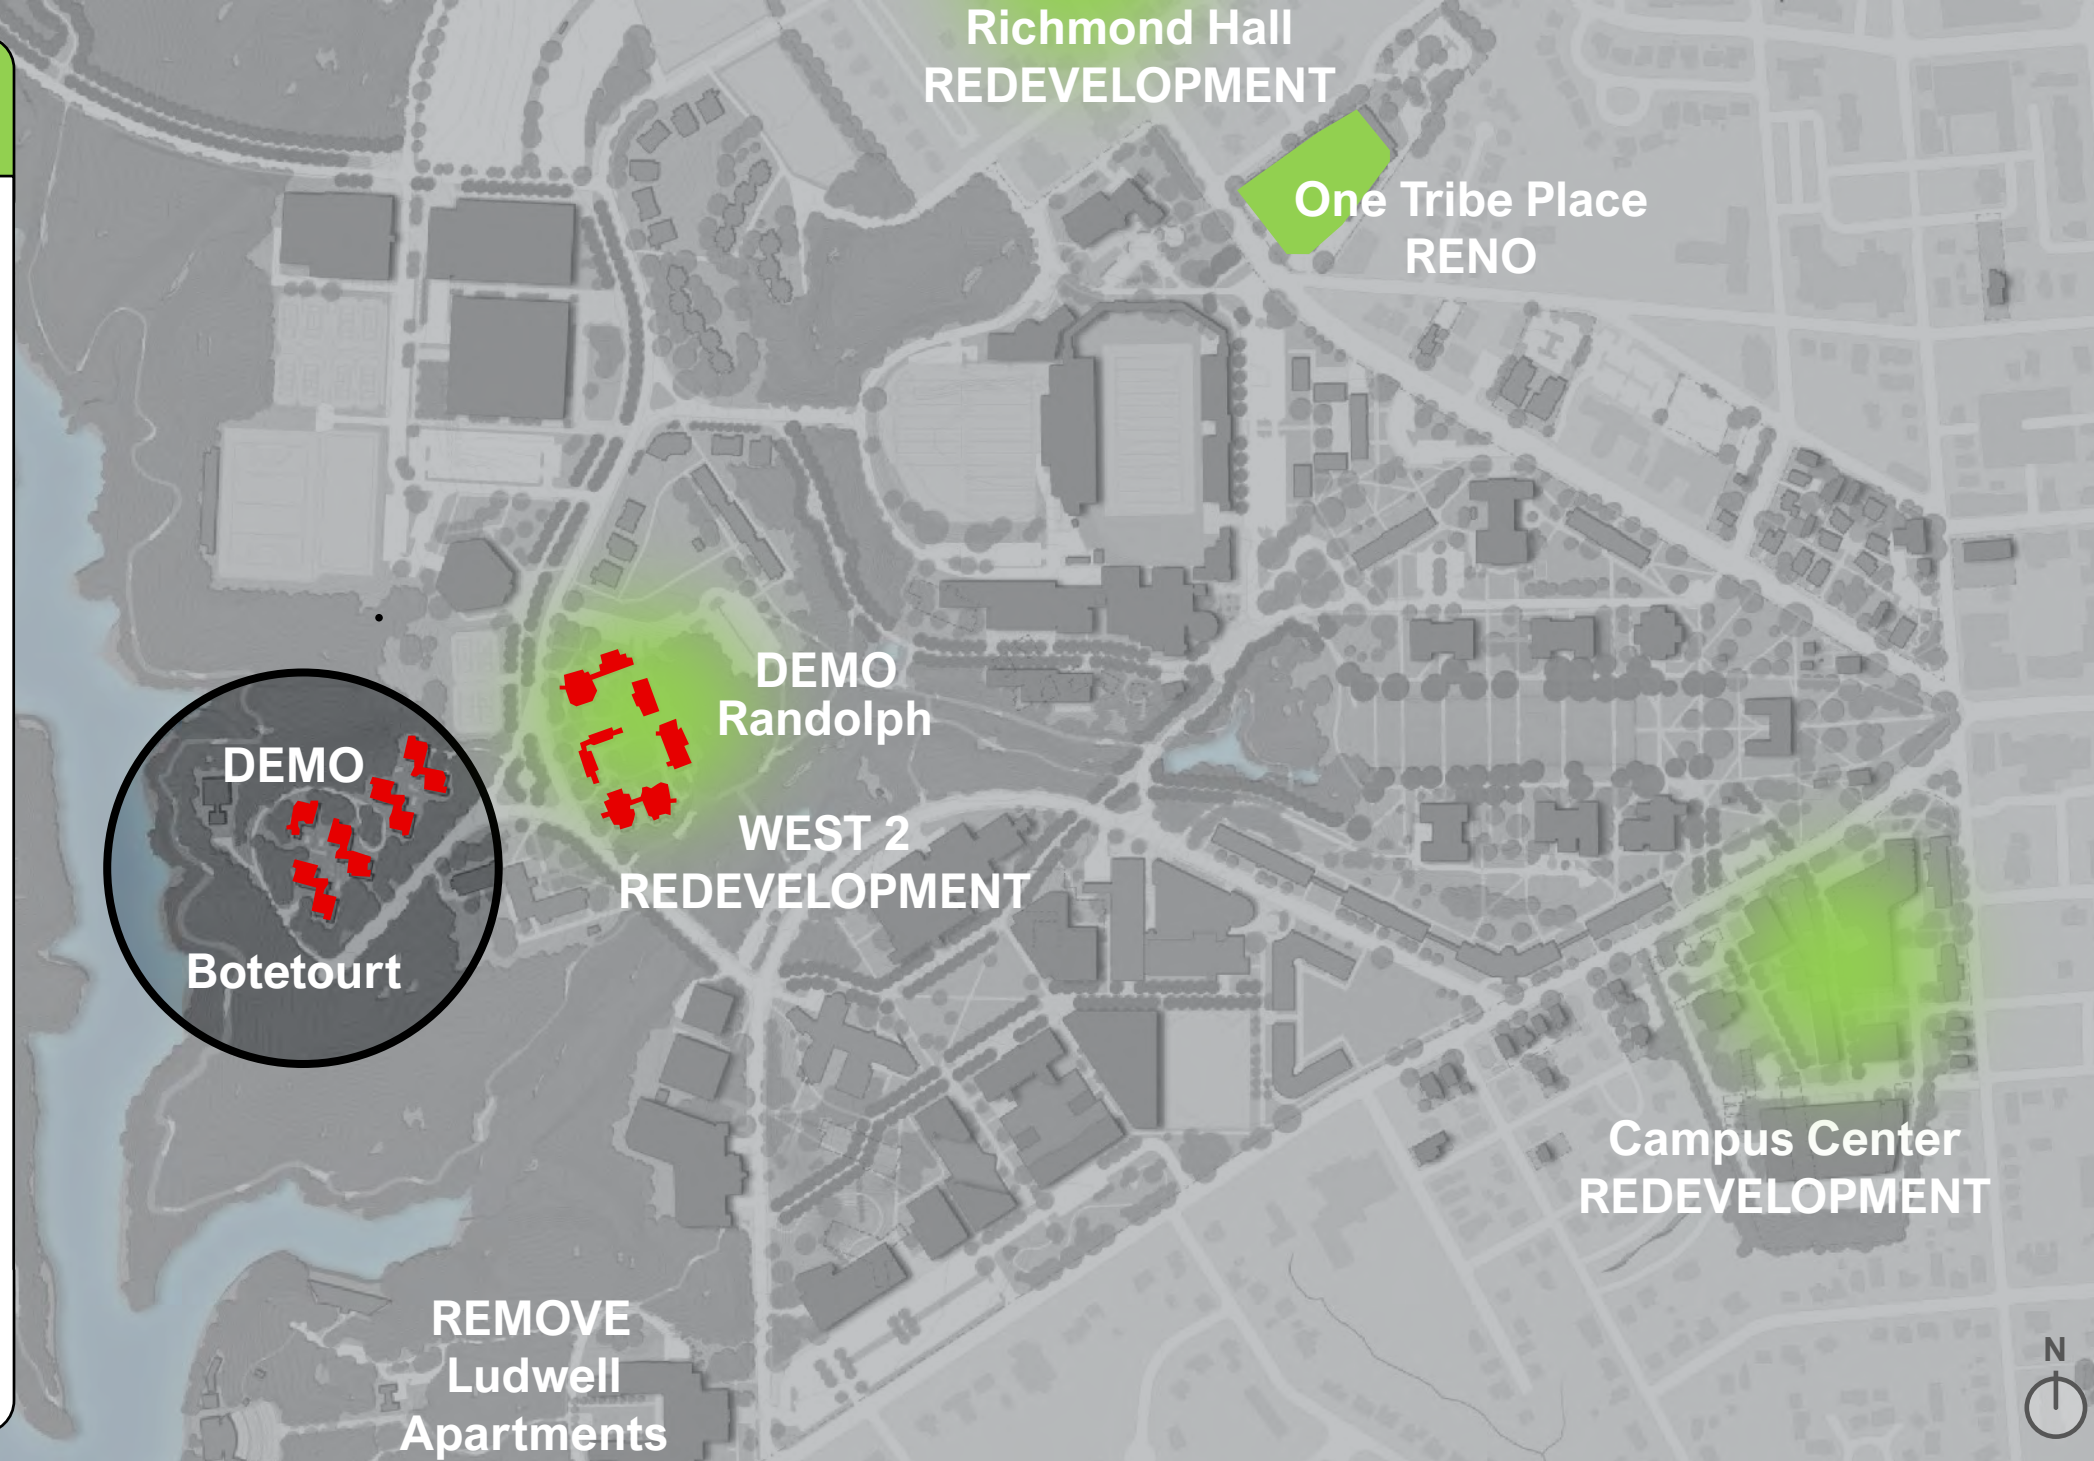 Richmond Hall
REDEVELOPMENT
One Tribe Place
RENO
DEMO
Randolph
DEMO
WEST 2
REDEVELOPMENT
Botetourt
Campus Center
REDEVELOPMENT
REMOVE
Ludwell
Apartments
N